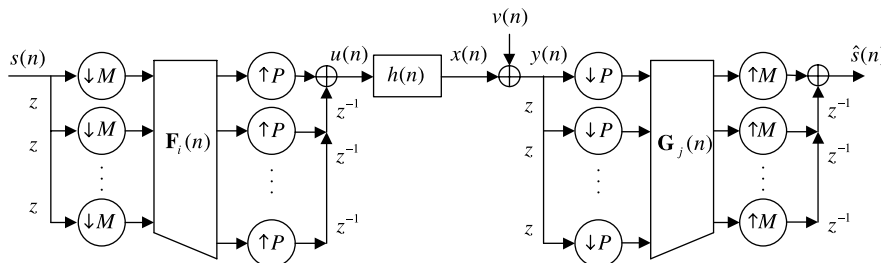 s(n) ↓M z ↓M z ⋮ z ↓M
F_i(n)
↑P u(n) z⁻¹ ↑P z⁻¹ ⋮ ↑P z⁻¹
h(n)
x(n) v(n) y(n)
↓P z ↓P z ⋮ z ↓P
G_j(n)
↑M ŝ(n) z⁻¹ ↑M z⁻¹ ⋮ ↑M z⁻¹